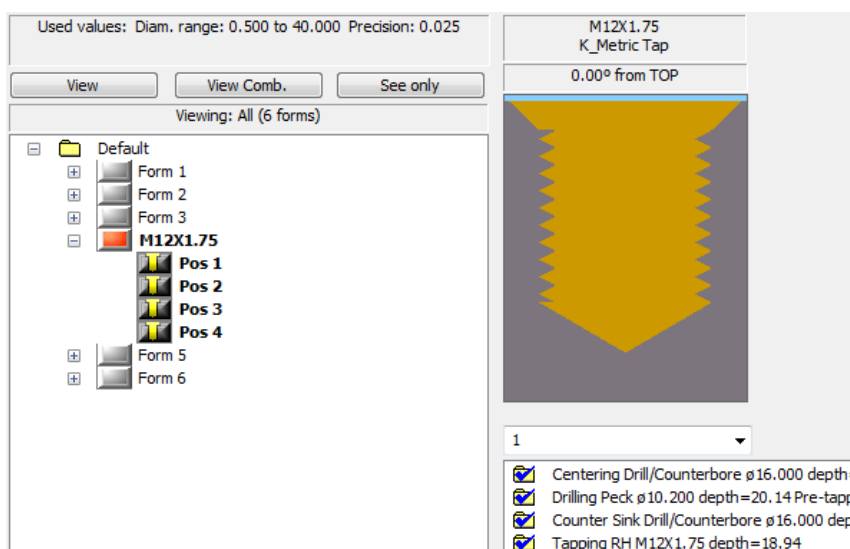 Used values: Diam. range: 0.500 to 40.000 Precision: 0.025
View
View Comb.
See only
Viewing: All (6 forms)
Default
Form 1
Form 2
Form 3
M12X1.75
Pos 1
Pos 2
Pos 3
Pos 4
Form 5
Form 6
M12X1.75
K_Metric Tap
0.00º from TOP
1
Centering Drill/Counterbore ø16.000 depth=
Drilling Peck ø10.200 depth=20.14 Pre-tapp
Counter Sink Drill/Counterbore ø16.000 dep
Tapping RH M12X1.75 depth=18.94